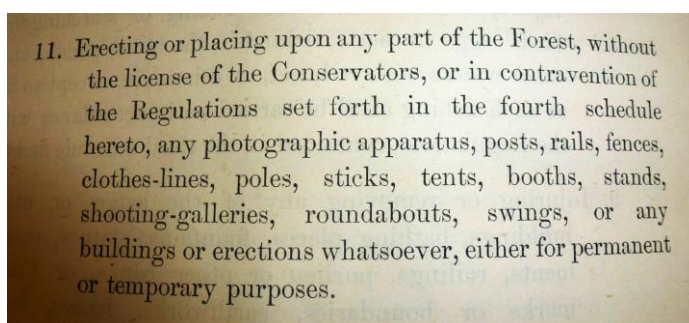 11. Erecting or placing upon any part of the Forest, without
the license of the Conservators, or in contravention of
the Regulations set forth in the fourth schedule
hereto, any photographic apparatus, posts, rails, fences,
clothes-lines, poles, sticks, tents, booths, stands,
shooting-galleries, roundabouts, swings, or any
buildings or erections whatsoever, either for permanent
or temporary purposes.